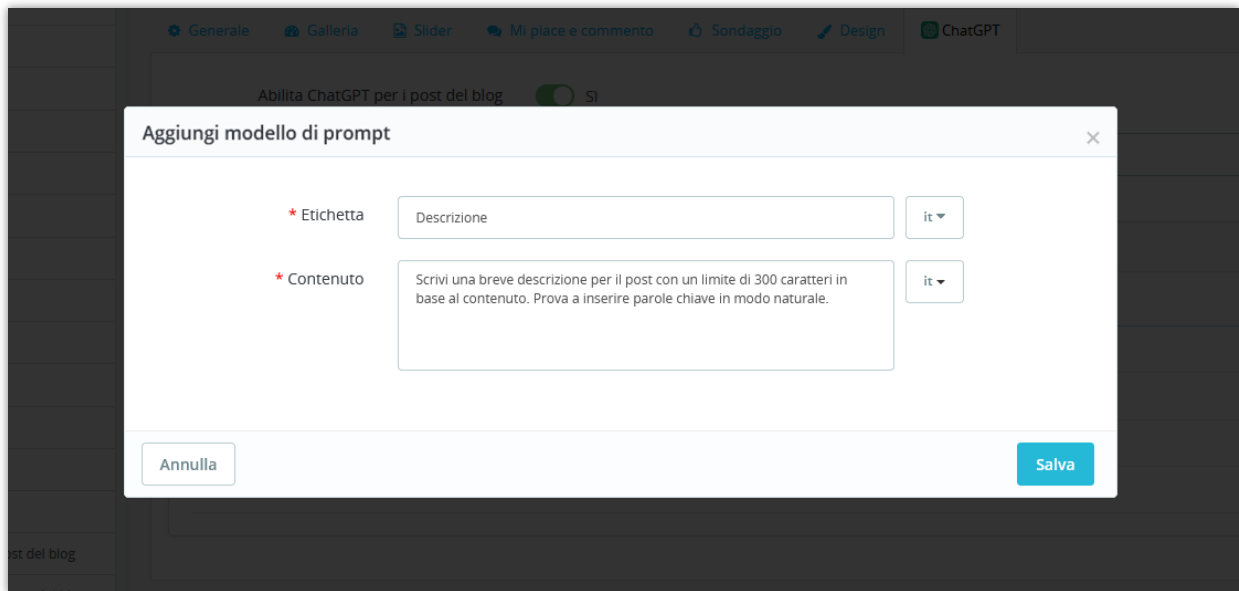 Generale Galleria Slider Mi piace e commento Sondaggio Design ChatGPT
Abilita ChatGPT per i post del blog SÌ
Aggiungi modello di prompt ×
* Etichetta Descrizione it
* Contenuto Scrivi una breve descrizione per il post con un limite di 300 caratteri in
base al contenuto. Prova a inserire parole chiave in modo naturale. it
Annulla Salva
ost del blog